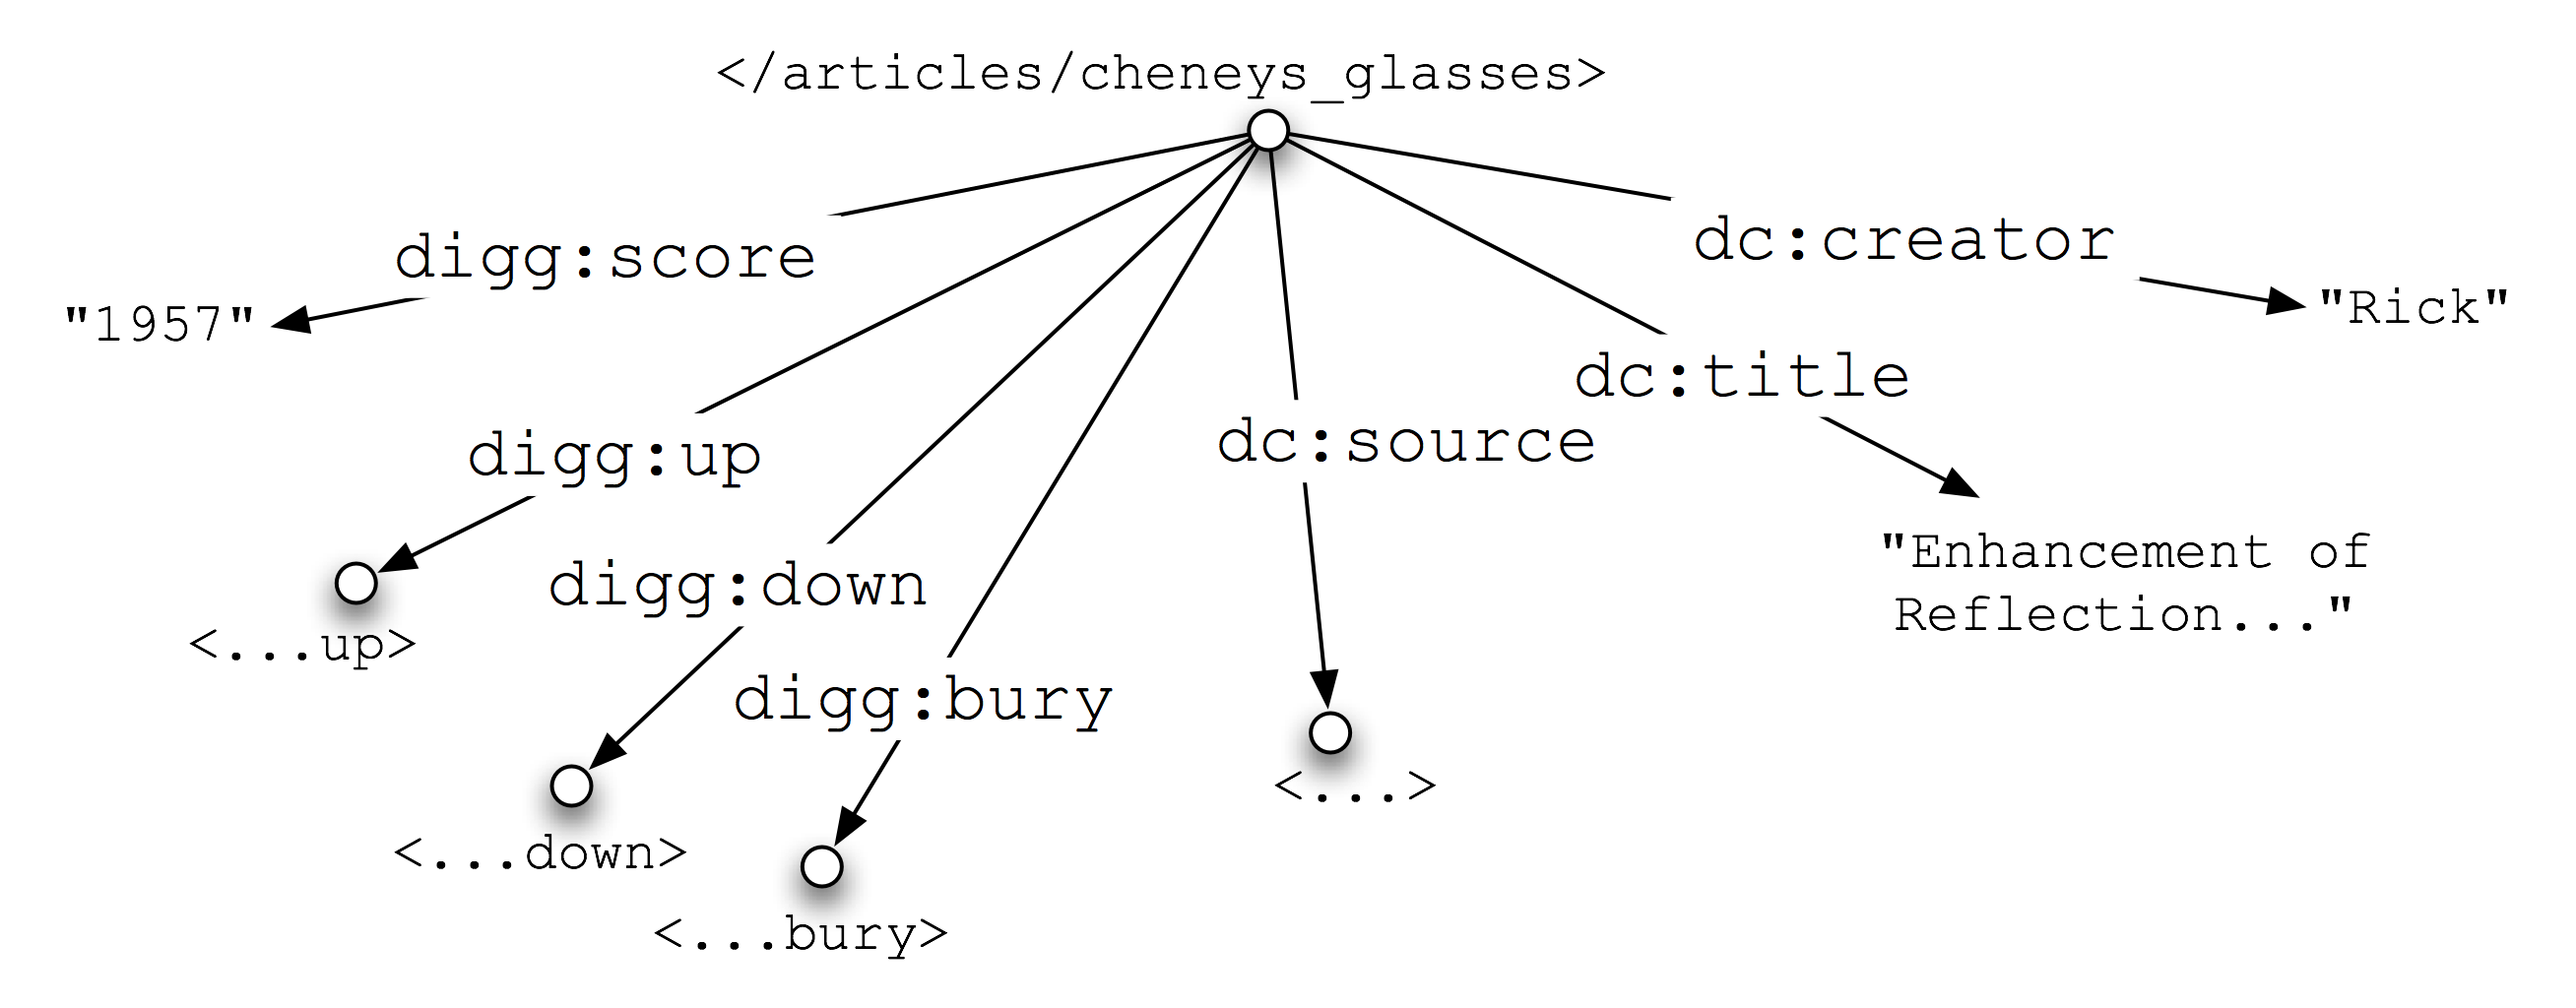 </articles/cheneys_glasses>
digg:score
dc:creator
"1957"
"Rick"
dc:title
digg:up
dc:source
"Enhancement of
Reflection..."
digg:down
<...up>
digg:bury
<...>
<...down>
<...bury>